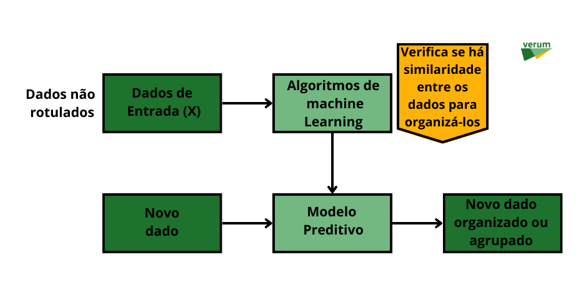 verum
Verifica se há
similaridade
entre os
dados para
organizá-los
Dados não
rotulados
Dados de
Entrada (X)
Algoritmos de
machine
Learning
Novo
dado
Modelo
Preditivo
Novo dado
organizado ou
agrupado